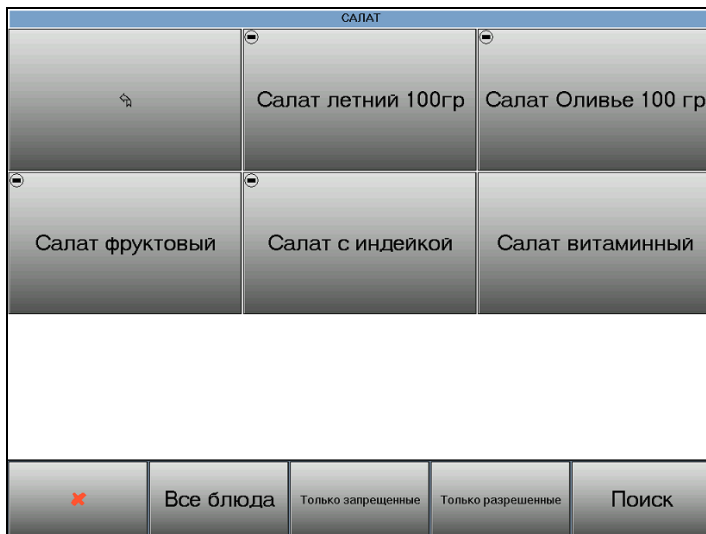 САЛАТ
Салат летний 100гр
Салат Оливье 100 гр
Салат фруктовый
Салат с индейкой
Салат витаминный
Все блюда
Только запрещенные
Только разрешенные
Поиск